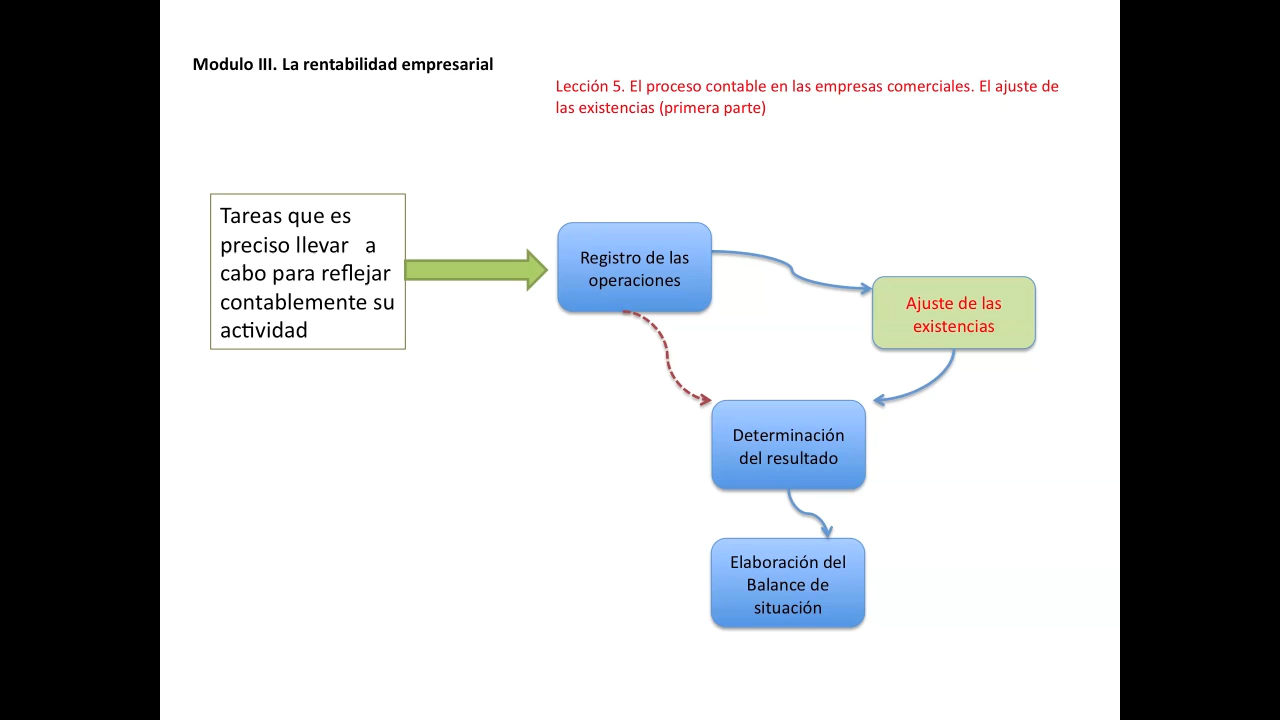 Modulo III. La rentabilidad empresarial
Lección 5. El proceso contable en las empresas comerciales. El ajuste de
las existencias (primera parte)
Tareas que es
preciso llevar a
cabo para reflejar
contablemente su
actividad
Registro de las
operaciones
Ajuste de las
existencias
Determinación
del resultado
Elaboración del
Balance de
situación